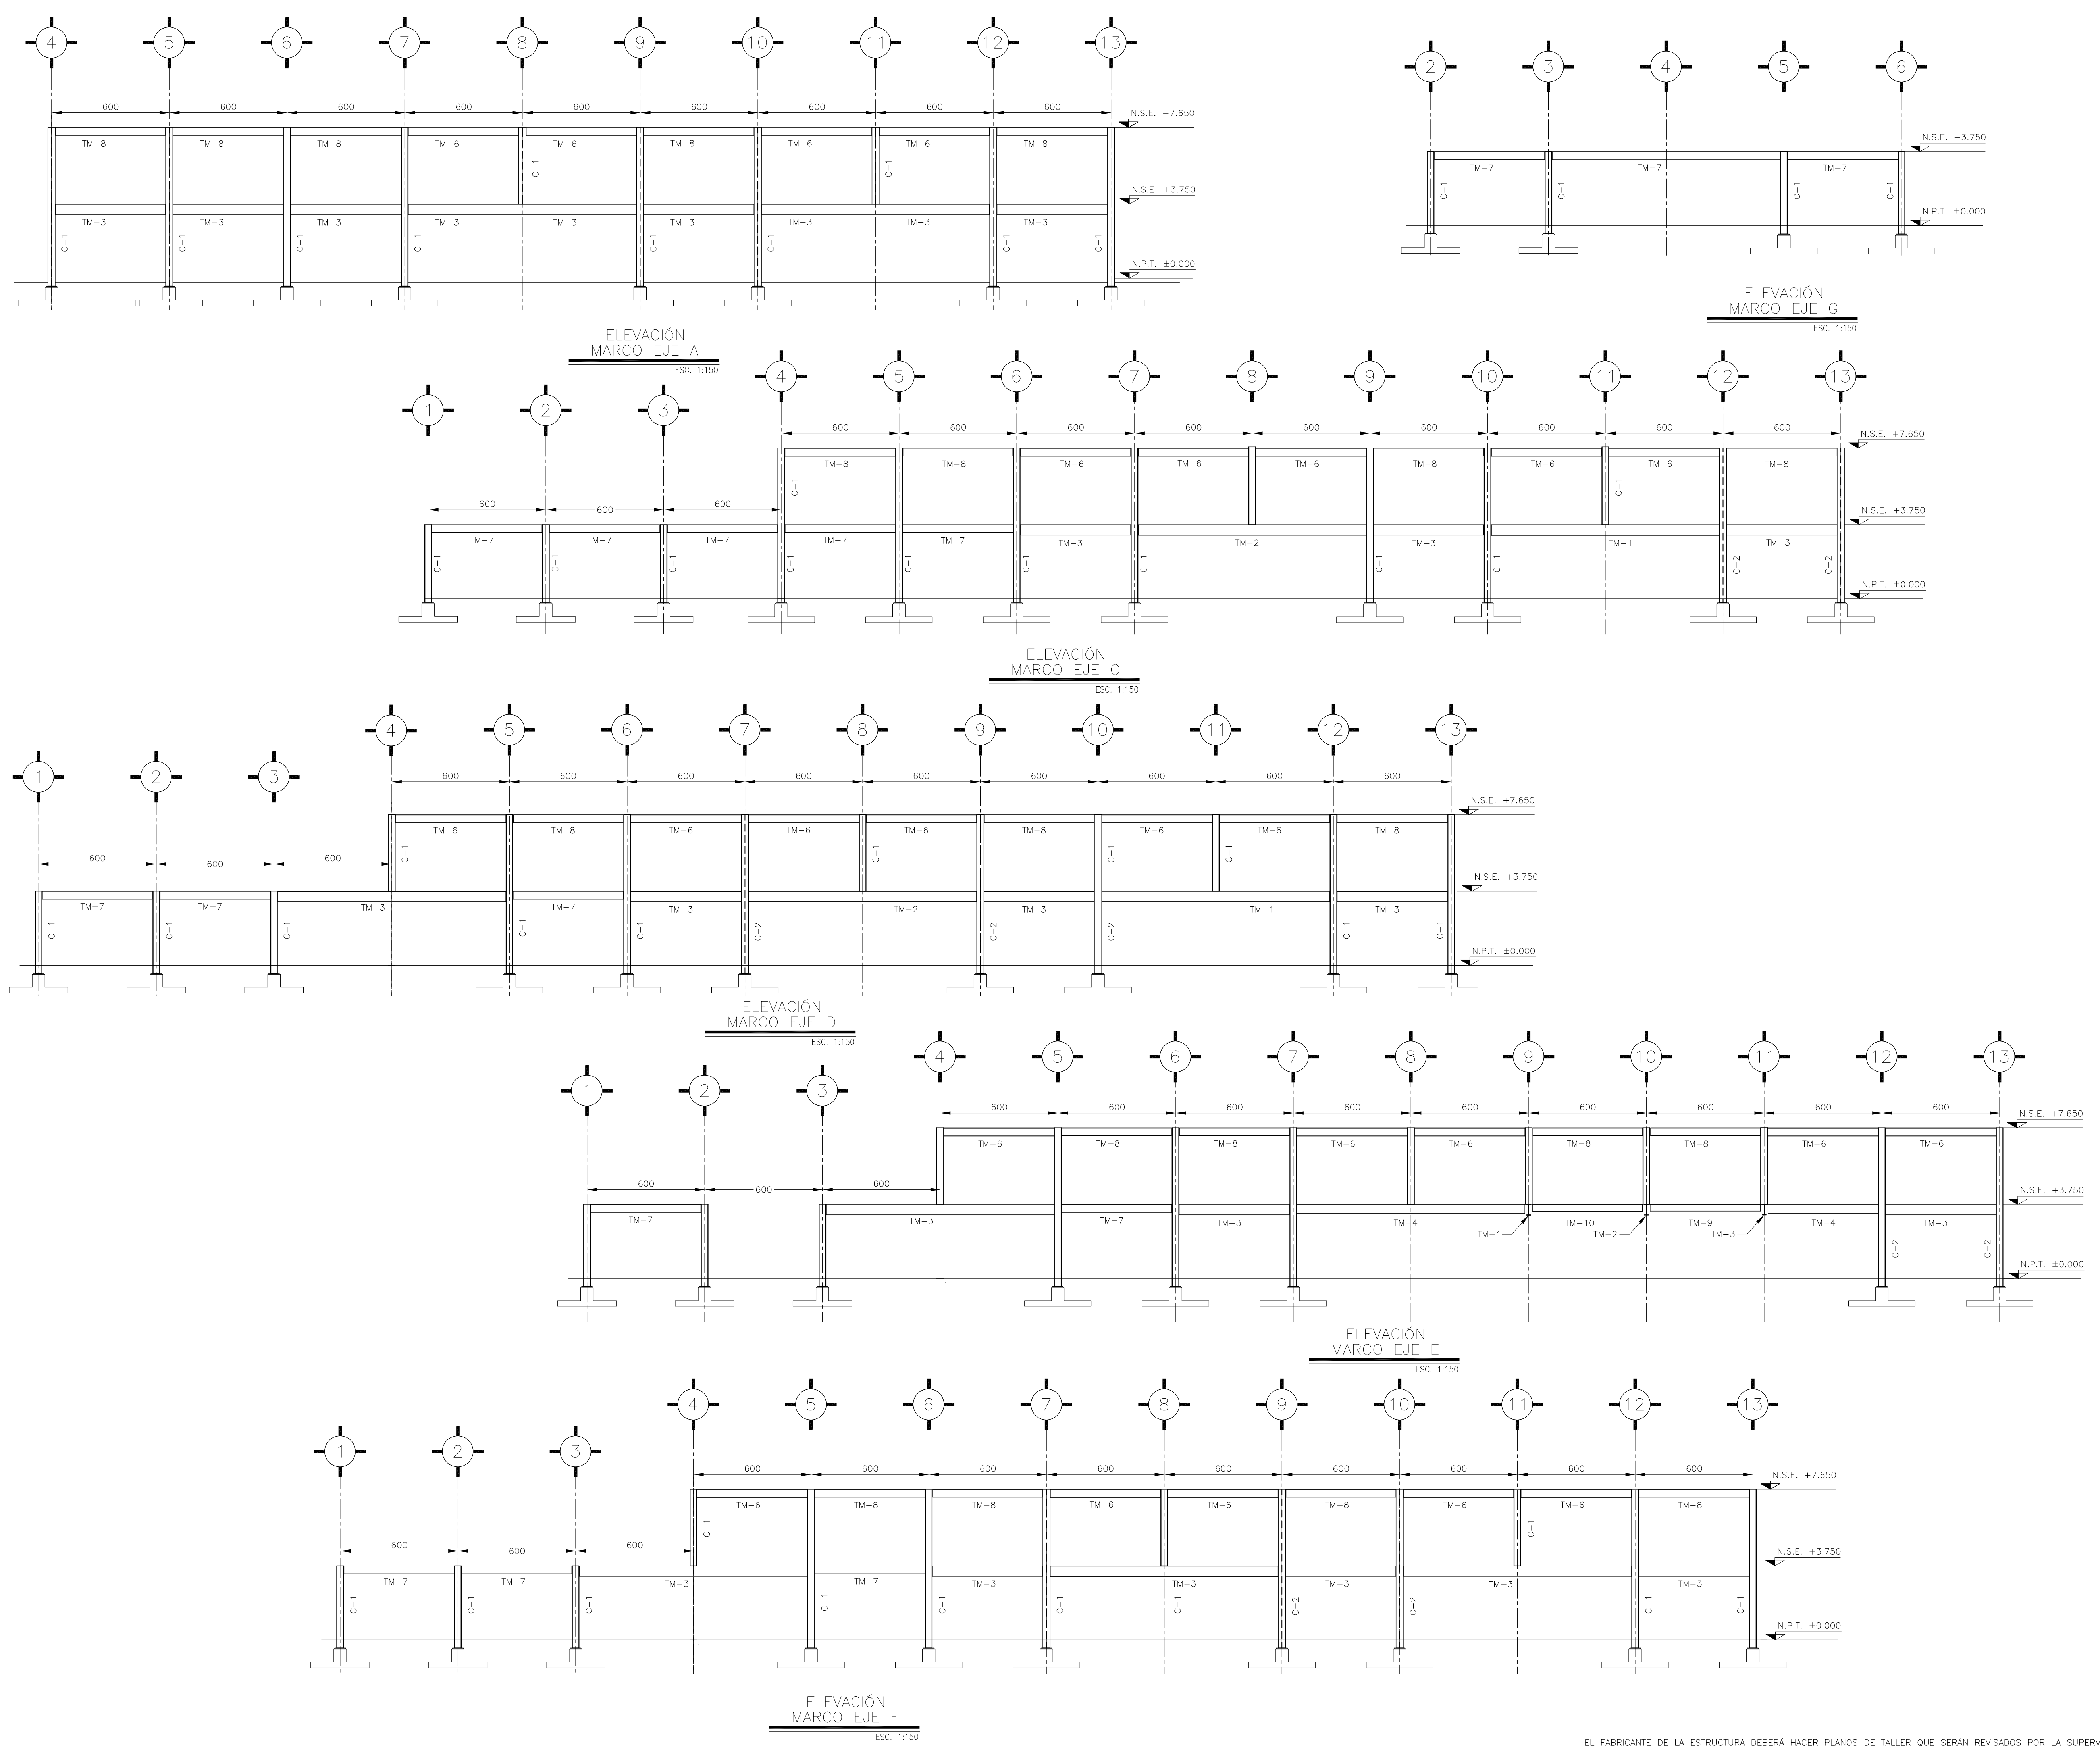 4 5 6 7 8 9 10 11 12 13
600 600 600 600 600 600 600 600 600
N.S.E. +7.650
TM-8 TM-8 TM-8 TM-6 TM-6 TM-8 TM-6 TM-6 TM-8
C-1 C-1
N.S.E. +3.750
TM-3 TM-3 TM-3 TM-3 TM-3 TM-3 TM-3 TM-3 TM-3
C-1 C-1 C-1 C-1 C-1 C-1 C-1 C-1
N.P.T. ±0.000
ELEVACIÓN
MARCO EJE A
ESC. 1:150
2 3 4 5 6
N.S.E. +3.750
TM-7 TM-7 TM-7
C-1 C-1 C-1 C-1
N.P.T. ±0.000
ELEVACIÓN
MARCO EJE G
ESC. 1:150
4 5 6 7 8 9 10 11 12 13
1 2 3
600 600 600 600 600 600 600 600 600
N.S.E. +7.650
TM-8 TM-8 TM-6 TM-6 TM-6 TM-8 TM-6 TM-6 TM-8
C-1 C-1
600 600 600
N.S.E. +3.750
TM-7 TM-7 TM-7 TM-7 TM-7 TM-3 TM-2 TM-3 TM-1 TM-3
C-1 C-1 C-1 C-1 C-1 C-1 C-1 C-1 C-1 C-2 C-2
N.P.T. ±0.000
ELEVACIÓN
MARCO EJE C
ESC. 1:150
4 5 6 7 8 9 10 11 12 13
1 2 3
600 600 600 600 600 600 600 600 600
N.S.E. +7.650
TM-6 TM-8 TM-6 TM-6 TM-6 TM-8 TM-6 TM-6 TM-8
C-1 C-1 C-1 C-1
600 600 600
N.S.E. +3.750
TM-7 TM-7 TM-3 TM-7 TM-3 TM-2 TM-3 TM-1 TM-3
C-1 C-1 C-1 C-1 C-1 C-2 C-2 C-2 C-1 C-1
N.P.T. ±0.000
ELEVACIÓN
MARCO EJE D
ESC. 1:150
4 5 6 7 8 9 10 11 12 13
1 2 3
600 600 600 600 600 600 600 600 600
N.S.E. +7.650
TM-6 TM-8 TM-8 TM-6 TM-6 TM-8 TM-8 TM-6 TM-6
600 600 600
N.S.E. +3.750
TM-7 TM-3 TM-7 TM-3 TM-4 TM-10 TM-9 TM-4 TM-3
TM-1 TM-2 TM-3
C-2 C-2
N.P.T. ±0.000
ELEVACIÓN
MARCO EJE E
ESC. 1:150
4 5 6 7 8 9 10 11 12 13
1 2 3
600 600 600 600 600 600 600 600 600
N.S.E. +7.650
TM-6 TM-8 TM-8 TM-6 TM-6 TM-8 TM-6 TM-6 TM-8
C-1 C-1
600 600 600
N.S.E. +3.750
TM-7 TM-7 TM-3 TM-7 TM-3 TM-3 TM-3 TM-3 TM-3
C-1 C-1 C-1 C-1 C-1 C-1 C-1 C-2 C-2 C-1 C-1
N.P.T. ±0.000
ELEVACIÓN
MARCO EJE F
ESC. 1:150
EL FABRICANTE DE LA ESTRUCTURA DEBERÁ HACER PLANOS DE TALLER QUE SERÁN REVISADOS POR LA